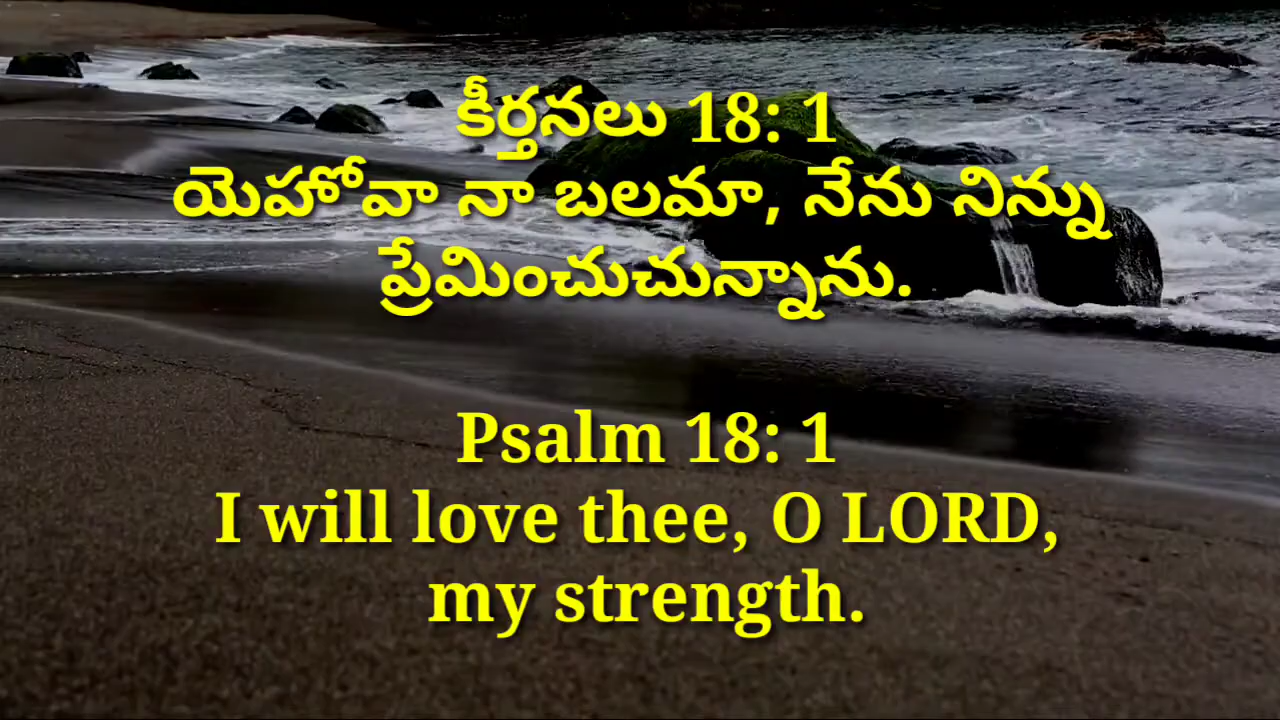 కీర్తనలు 18: 1
యెహోవా నా బలమా, నేను నిన్ను
ప్రేమించుచున్నాను.
Psalm 18: 1
I will love thee, O LORD,
my strength.